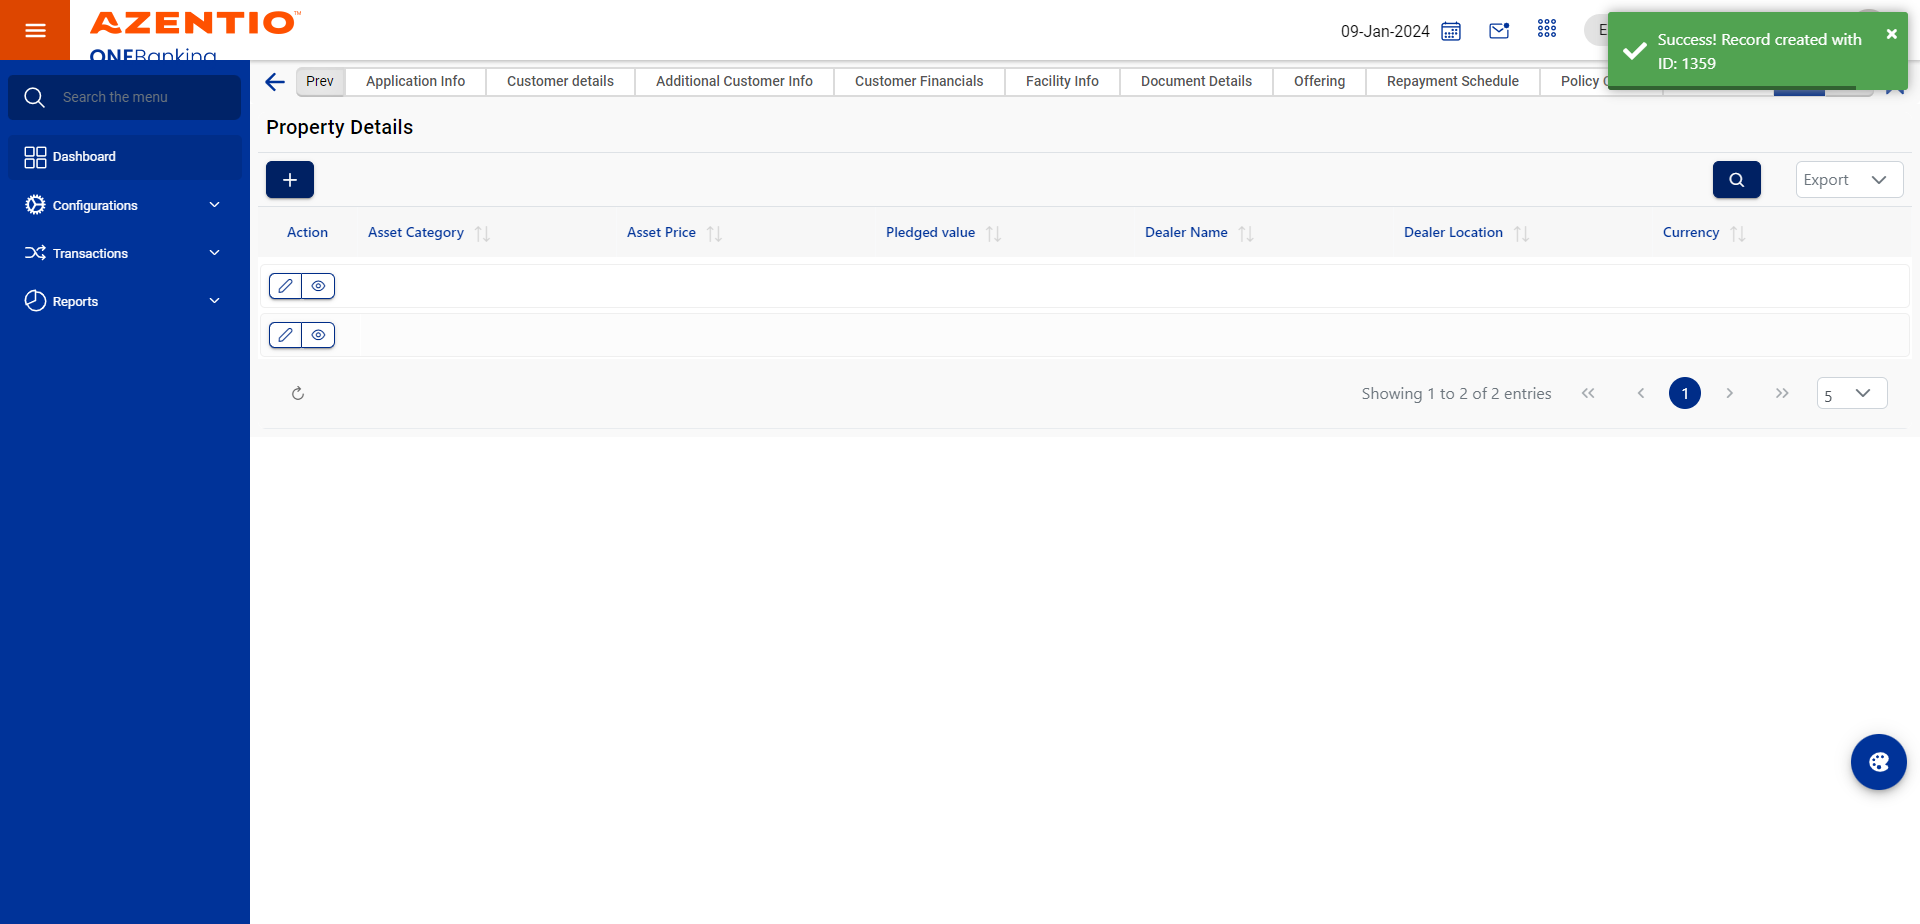 AZENTIO™
ONEBanking
09-Jan-2024
Success! Record created with
ID: 1359
Search the menu
Dashboard
Configurations
Transactions
Reports
Prev
Application Info
Customer details
Additional Customer Info
Customer Financials
Facility Info
Document Details
Offering
Repayment Schedule
Policy
Property Details
Export
Action
Asset Category
Asset Price
Pledged value
Dealer Name
Dealer Location
Currency
Showing 1 to 2 of 2 entries
1
5